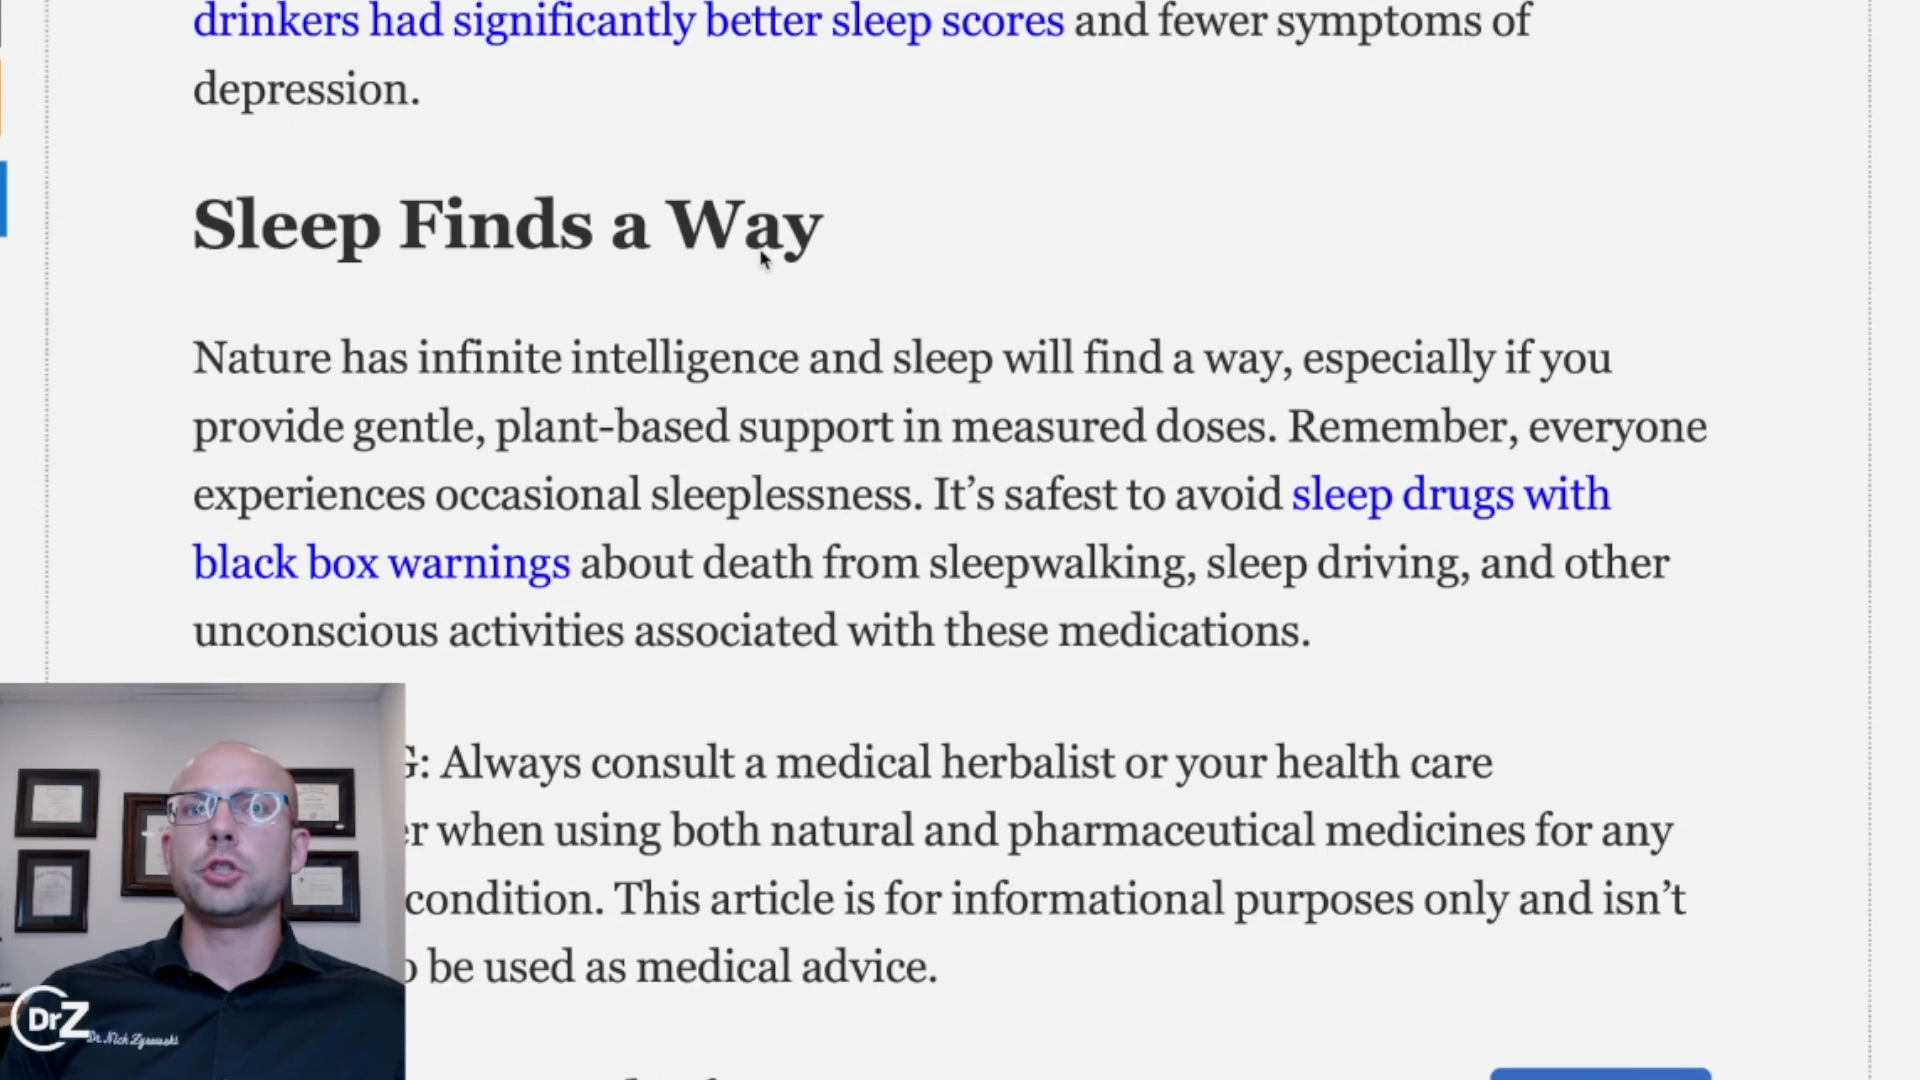 drinkers had significantly better sleep scores and fewer symptoms of
depression.
Sleep Finds a Way
Nature has infinite intelligence and sleep will find a way, especially if you
provide gentle, plant-based support in measured doses. Remember, everyone
experiences occasional sleeplessness. It’s safest to avoid sleep drugs with
black box warnings about death from sleepwalking, sleep driving, and other
unconscious activities associated with these medications.
G: Always consult a medical herbalist or your health care
er when using both natural and pharmaceutical medicines for any
condition. This article is for informational purposes only and isn’t
o be used as medical advice.
DrZ
Dr. Nick Zyrowski